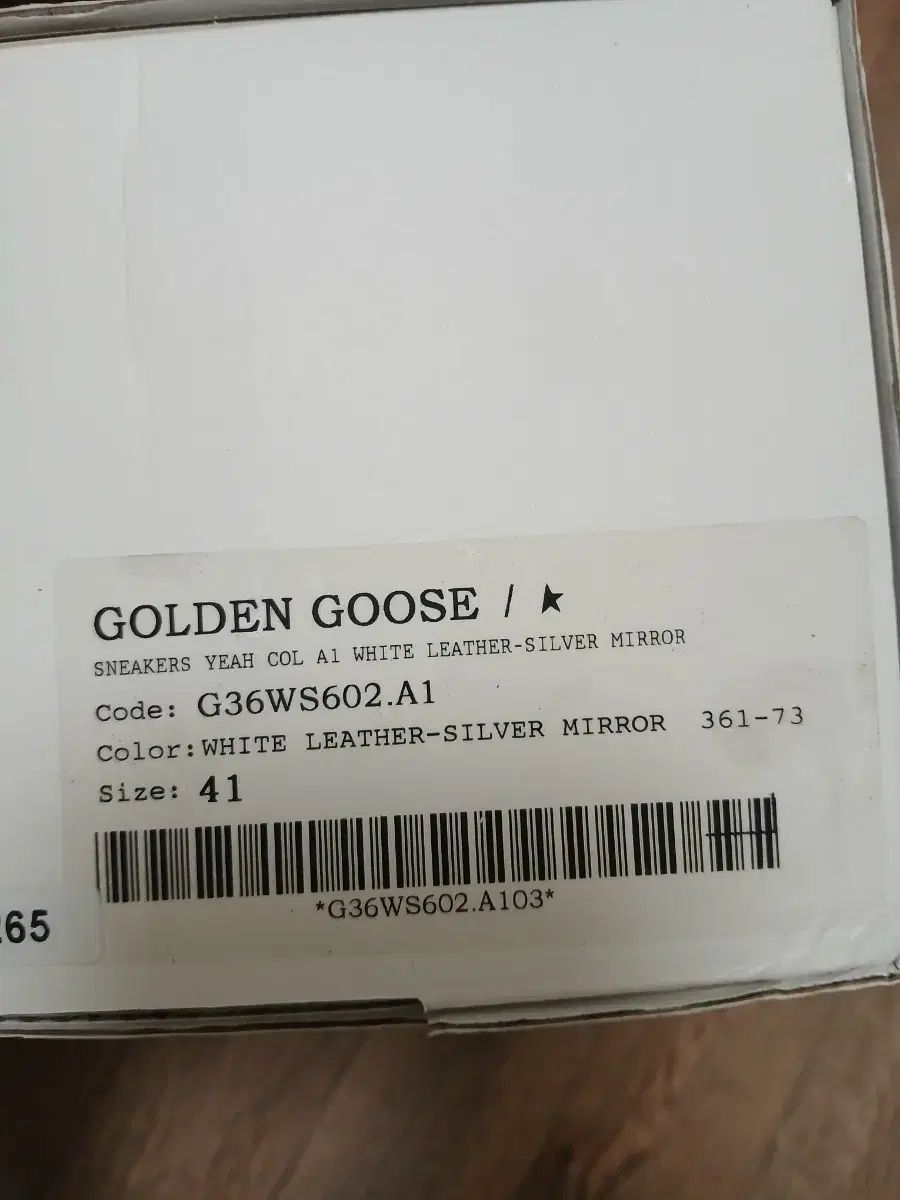 GOLDEN GOOSE / ★
SNEAKERS YEAH COL A1 WHITE LEATHER-SILVER MIRROR
Code: G36WS602.A1
Color:WHITE LEATHER-SILVER MIRROR 361-73
Size: 41
*G36WS602.A103*
265